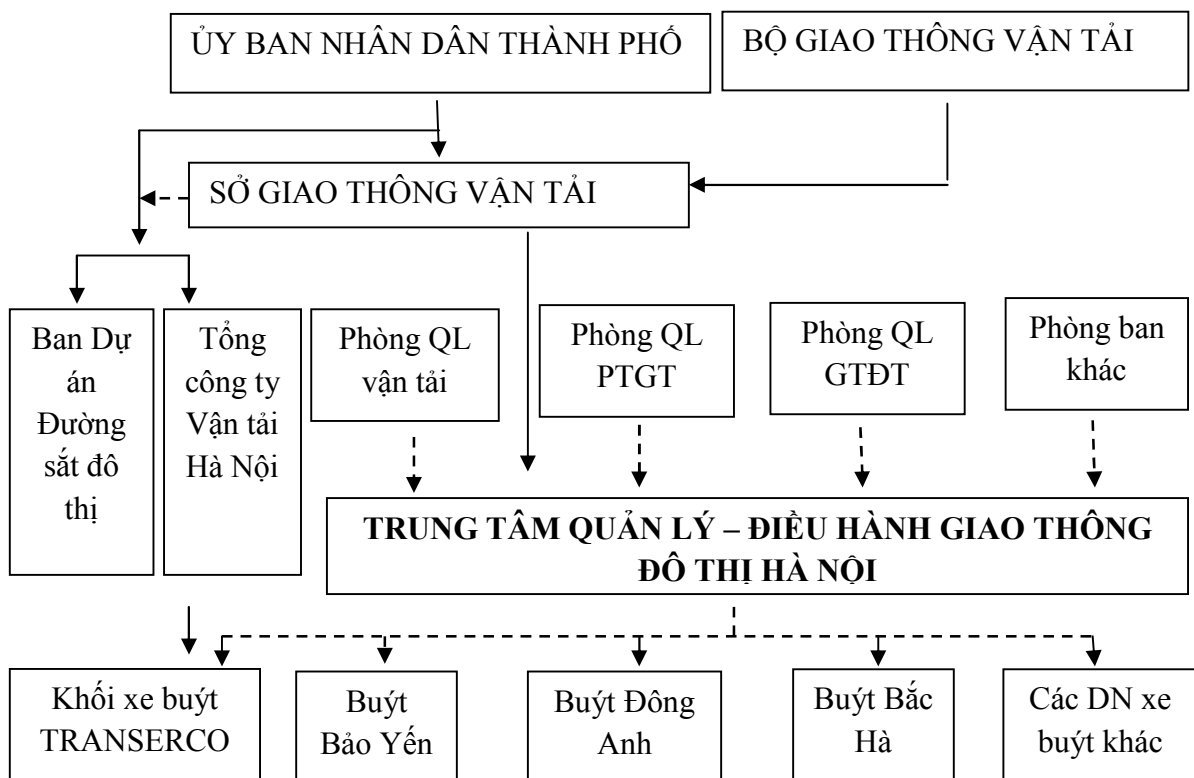 ỦY BAN NHÂN DÂN THÀNH PHỐ
BỘ GIAO THÔNG VẬN TẢI
SỞ GIAO THÔNG VẬN TẢI
Ban Dự
án
Đường
sắt đô
thị
Tổng
công ty
Vận tải
Hà Nội
Phòng QL
vận tải
Phòng QL
PTGT
Phòng QL
GTĐT
Phòng ban
khác
TRUNG TÂM QUẢN LÝ – ĐIỀU HÀNH GIAO THÔNG
ĐÔ THỊ HÀ NỘI
Khối xe buýt
TRANSERCO
Buýt
Bảo Yến
Buýt Đông
Anh
Buýt Bắc
Hà
Các DN xe
buýt khác